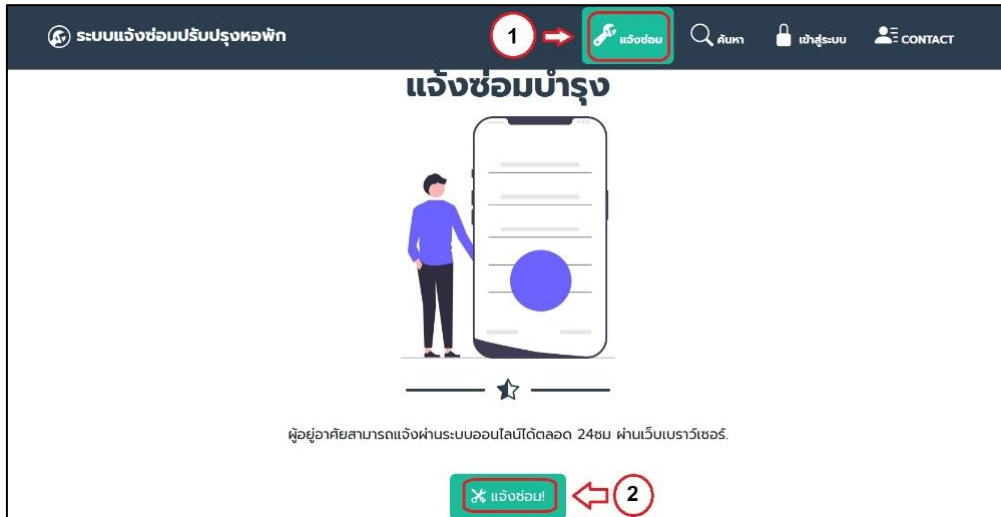 ระบบแจ้งซ่อมปรับปรุงหอพัก 1 แจ้งซ่อม ค้นหา เข้าสู่ระบบ CONTACT
แจ้งซ่อมบำรุง
ผู้อยู่อาศัยสามารถแจ้งผ่านระบบออนไลน์ได้ตลอด 24ชม ผ่านเว็บเบราว์เซอร์.
แจ้งซ่อม! 2